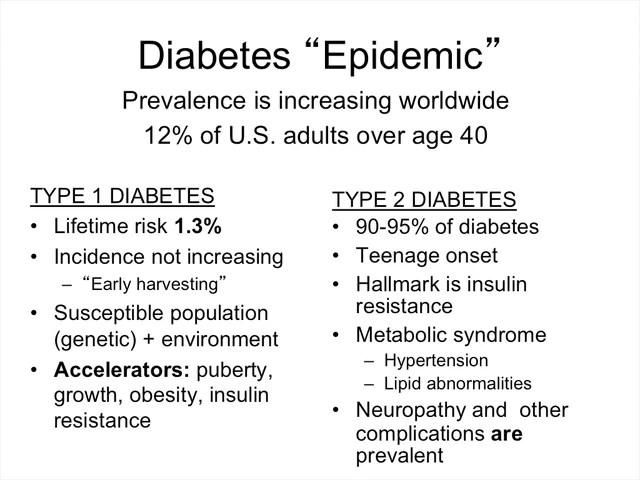 Diabetes “Epidemic”
Prevalence is increasing worldwide
12% of U.S. adults over age 40
TYPE 1 DIABETES
• Lifetime risk 1.3%
• Incidence not increasing
– “Early harvesting”
• Susceptible population
(genetic) + environment
• Accelerators: puberty,
growth, obesity, insulin
resistance
TYPE 2 DIABETES
• 90-95% of diabetes
• Teenage onset
• Hallmark is insulin
resistance
• Metabolic syndrome
– Hypertension
– Lipid abnormalities
• Neuropathy and other
complications are
prevalent